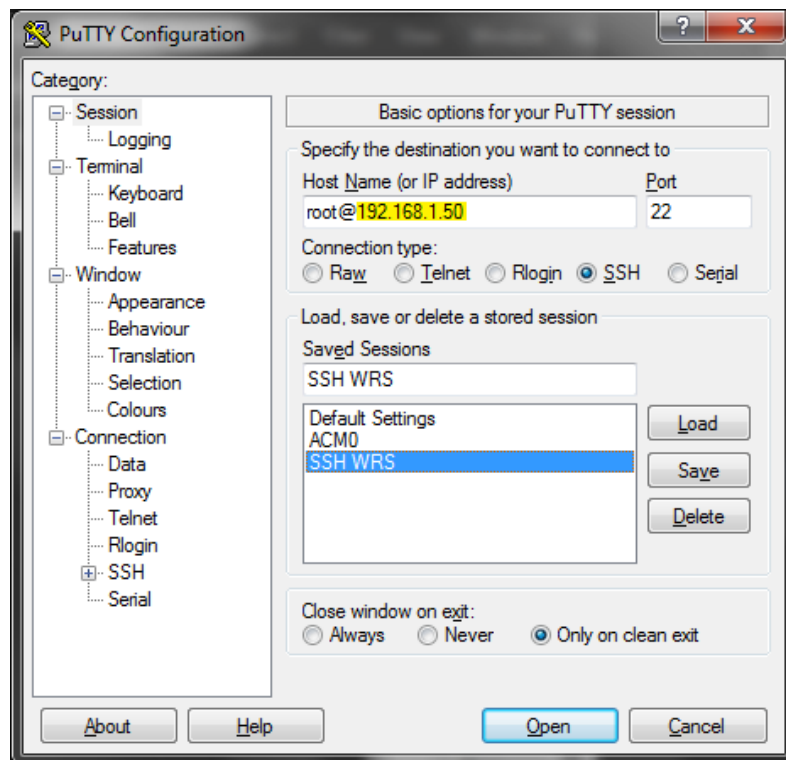 PuTTY Configuration
? X
Category:
Session
Logging
Terminal
Keyboard
Bell
Features
Window
Appearance
Behaviour
Translation
Selection
Colours
Connection
Data
Proxy
Telnet
Rlogin
SSH
Serial
Basic options for your PuTTY session
Specify the destination you want to connect to
Host Name (or IP address) Port
root@192.168.1.50 22
Connection type:
Raw Telnet Rlogin SSH Serial
Load, save or delete a stored session
Saved Sessions
SSH WRS
Default Settings
ACM0
SSH WRS
Load
Save
Delete
Close window on exit:
Always Never Only on clean exit
About Help Open Cancel